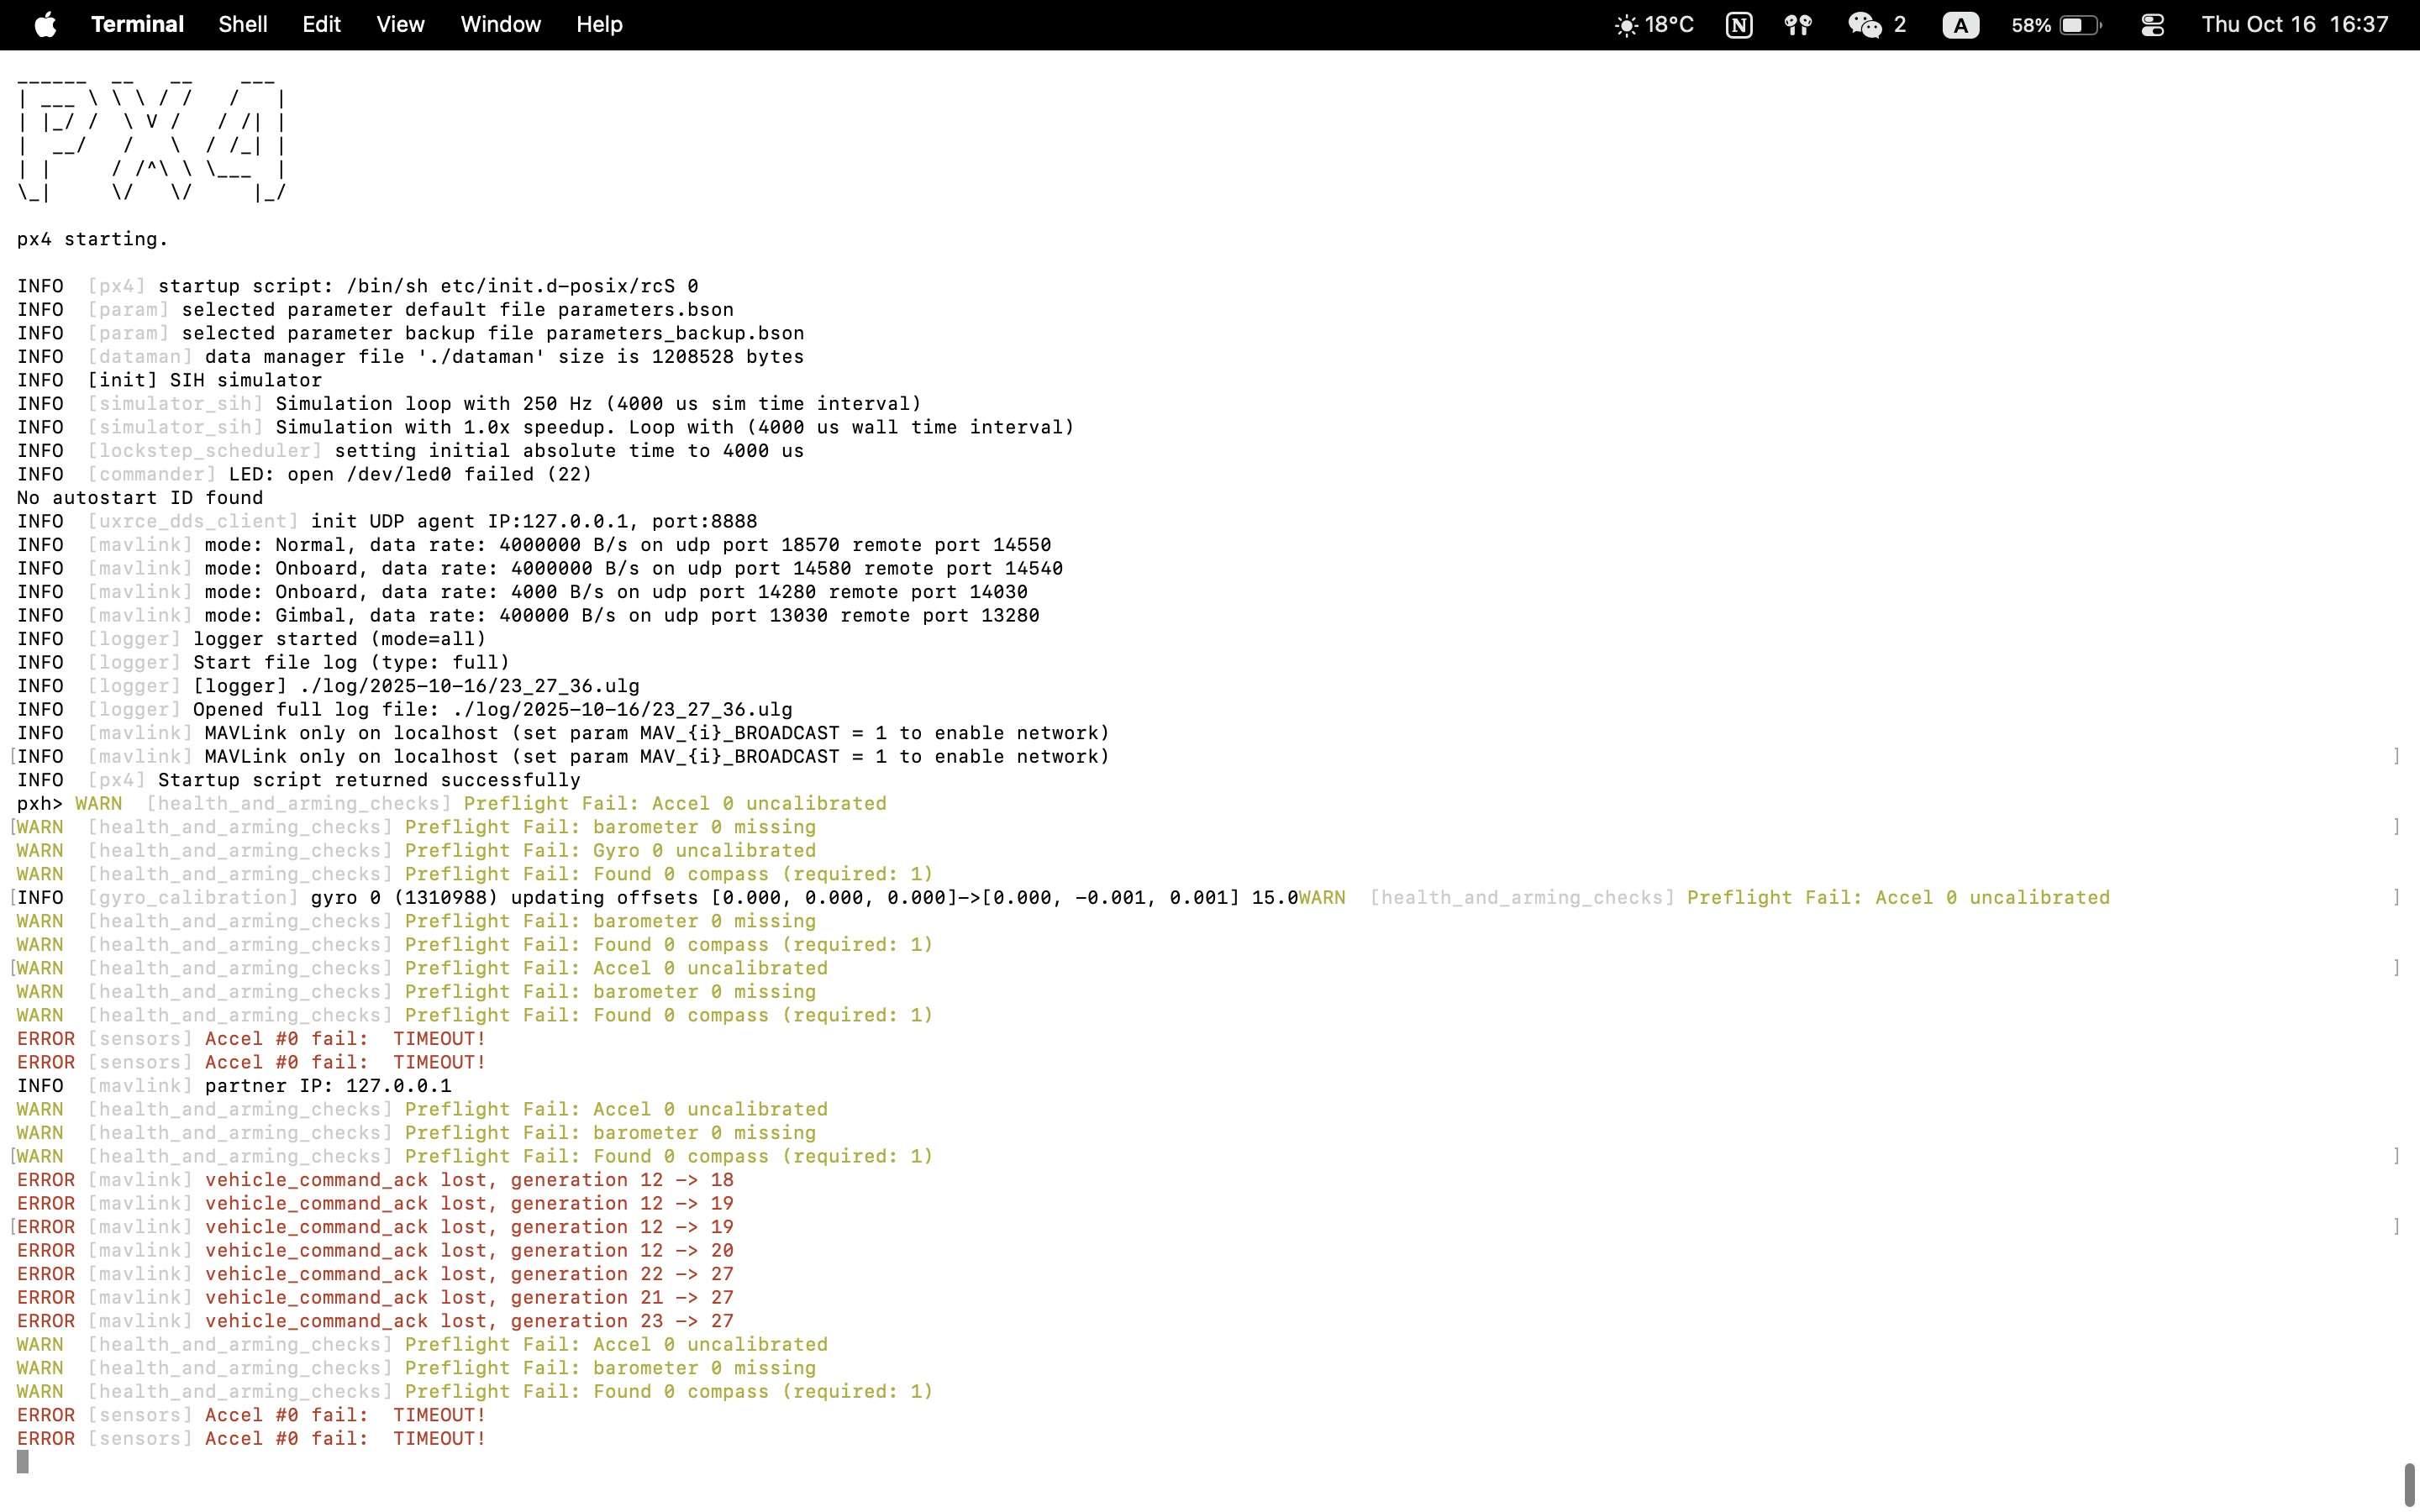 Terminal Shell Edit View Window Help 18°C N 2 A 58% Thu Oct 16 16:37
______  __   __    ___
| ___ \ \ \ / /   /   |
| |_/ /  \ V /   / /| |
|  __/   /   \  / /_| |
| |     / /^\ \ \___  |
\_|     \/   \/     |_/
px4 starting.
INFO  [px4] startup script: /bin/sh etc/init.d-posix/rcS 0
INFO  [param] selected parameter default file parameters.bson
INFO  [param] selected parameter backup file parameters_backup.bson
INFO  [dataman] data manager file './dataman' size is 1208528 bytes
INFO  [init] SIH simulator
INFO  [simulator_sih] Simulation loop with 250 Hz (4000 us sim time interval)
INFO  [simulator_sih] Simulation with 1.0x speedup. Loop with (4000 us wall time interval)
INFO  [lockstep_scheduler] setting initial absolute time to 4000 us
INFO  [commander] LED: open /dev/led0 failed (22)
No autostart ID found
INFO  [uxrce_dds_client] init UDP agent IP:127.0.0.1, port:8888
INFO  [mavlink] mode: Normal, data rate: 4000000 B/s on udp port 18570 remote port 14550
INFO  [mavlink] mode: Onboard, data rate: 4000000 B/s on udp port 14580 remote port 14540
INFO  [mavlink] mode: Onboard, data rate: 4000 B/s on udp port 14280 remote port 14030
INFO  [mavlink] mode: Gimbal, data rate: 400000 B/s on udp port 13030 remote port 13280
INFO  [logger] logger started (mode=all)
INFO  [logger] Start file log (type: full)
INFO  [logger] [logger] ./log/2025-10-16/23_27_36.ulg
INFO  [logger] Opened full log file: ./log/2025-10-16/23_27_36.ulg
INFO  [mavlink] MAVLink only on localhost (set param MAV_{i}_BROADCAST = 1 to enable network)
[INFO  [mavlink] MAVLink only on localhost (set param MAV_{i}_BROADCAST = 1 to enable network) ]
INFO  [px4] Startup script returned successfully
pxh> WARN  [health_and_arming_checks] Preflight Fail: Accel 0 uncalibrated
[WARN  [health_and_arming_checks] Preflight Fail: barometer 0 missing ]
WARN  [health_and_arming_checks] Preflight Fail: Gyro 0 uncalibrated
WARN  [health_and_arming_checks] Preflight Fail: Found 0 compass (required: 1)
[INFO  [gyro_calibration] gyro 0 (1310988) updating offsets [0.000, 0.000, 0.000]->[0.000, -0.001, 0.001] 15.0WARN  [health_and_arming_checks] Preflight Fail: Accel 0 uncalibrated ]
WARN  [health_and_arming_checks] Preflight Fail: barometer 0 missing
WARN  [health_and_arming_checks] Preflight Fail: Found 0 compass (required: 1)
[WARN  [health_and_arming_checks] Preflight Fail: Accel 0 uncalibrated ]
WARN  [health_and_arming_checks] Preflight Fail: barometer 0 missing
WARN  [health_and_arming_checks] Preflight Fail: Found 0 compass (required: 1)
ERROR [sensors] Accel #0 fail:  TIMEOUT!
ERROR [sensors] Accel #0 fail:  TIMEOUT!
INFO  [mavlink] partner IP: 127.0.0.1
WARN  [health_and_arming_checks] Preflight Fail: Accel 0 uncalibrated
WARN  [health_and_arming_checks] Preflight Fail: barometer 0 missing
[WARN  [health_and_arming_checks] Preflight Fail: Found 0 compass (required: 1) ]
ERROR [mavlink] vehicle_command_ack lost, generation 12 -> 18
ERROR [mavlink] vehicle_command_ack lost, generation 12 -> 19
[ERROR [mavlink] vehicle_command_ack lost, generation 12 -> 19 ]
ERROR [mavlink] vehicle_command_ack lost, generation 12 -> 20
ERROR [mavlink] vehicle_command_ack lost, generation 22 -> 27
ERROR [mavlink] vehicle_command_ack lost, generation 21 -> 27
ERROR [mavlink] vehicle_command_ack lost, generation 23 -> 27
WARN  [health_and_arming_checks] Preflight Fail: Accel 0 uncalibrated
WARN  [health_and_arming_checks] Preflight Fail: barometer 0 missing
WARN  [health_and_arming_checks] Preflight Fail: Found 0 compass (required: 1)
ERROR [sensors] Accel #0 fail:  TIMEOUT!
ERROR [sensors] Accel #0 fail:  TIMEOUT!